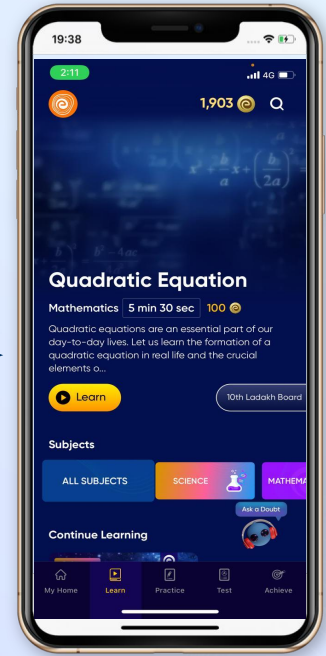 19:38
2:11
4G
1,903
Quadratic Equation
Mathematics 5 min 30 sec 100
Quadratic equations are an essential part of our
day-to-day lives. Let us learn the formation of a
quadratic equation in real life and the crucial
elements o...
Learn
10th Ladakh Board
Subjects
ALL SUBJECTS
SCIENCE
MATHEMA
Ask a Doubt
Continue Learning
My Home
Learn
Practice
Test
Achieve